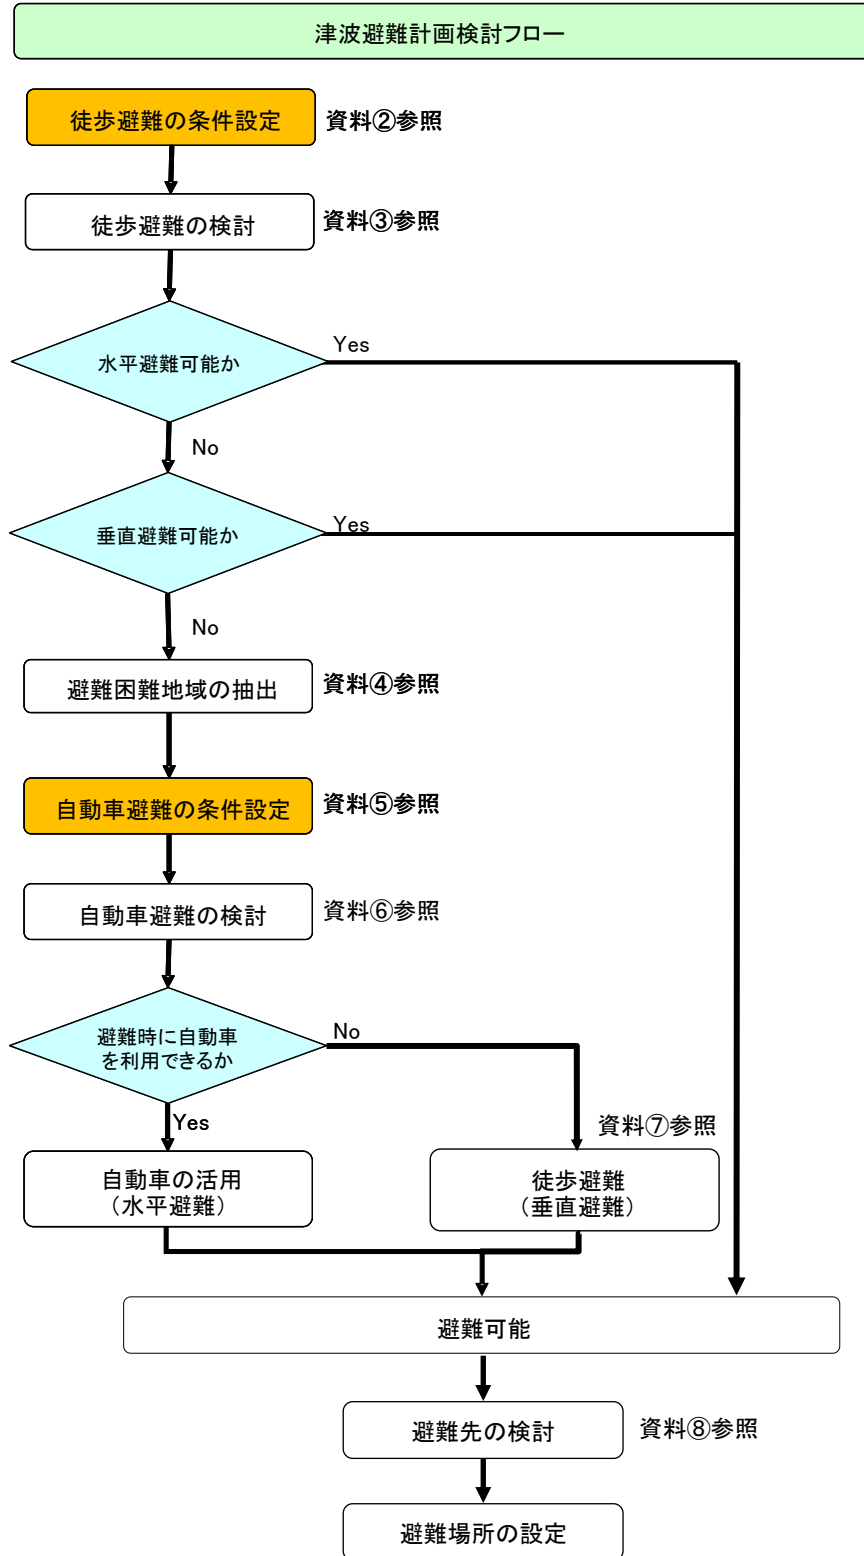 津波避難計画検討フロー
徒歩避難の条件設定
資料②参照
徒歩避難の検討
資料③参照
水平避難可能か
Yes
No
垂直避難可能か
Yes
No
避難困難地域の抽出
資料④参照
自動車避難の条件設定
資料⑤参照
自動車避難の検討
資料⑥参照
避難時に自動車
を利用できるか
No
Yes
資料⑦参照
自動車の活用
（水平避難）
徒歩避難
（垂直避難）
避難可能
避難先の検討
資料⑧参照
避難場所の設定